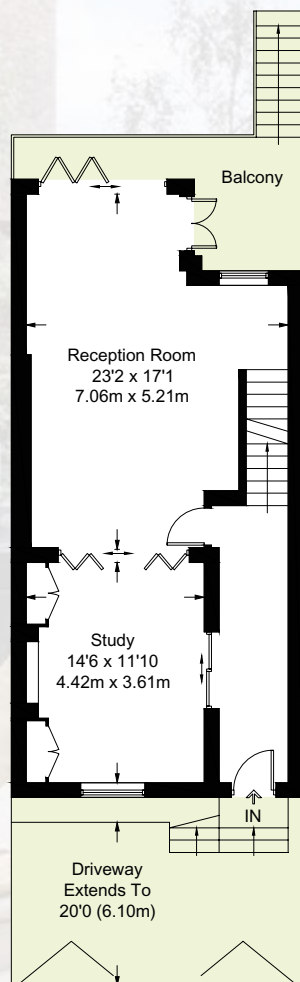 Balcony
Reception Room
23'2 x 17'1
7.06m x 5.21m
Study
14'6 x 11'10
4.42m x 3.61m
IN
Driveway
Extends To
20'0 (6.10m)